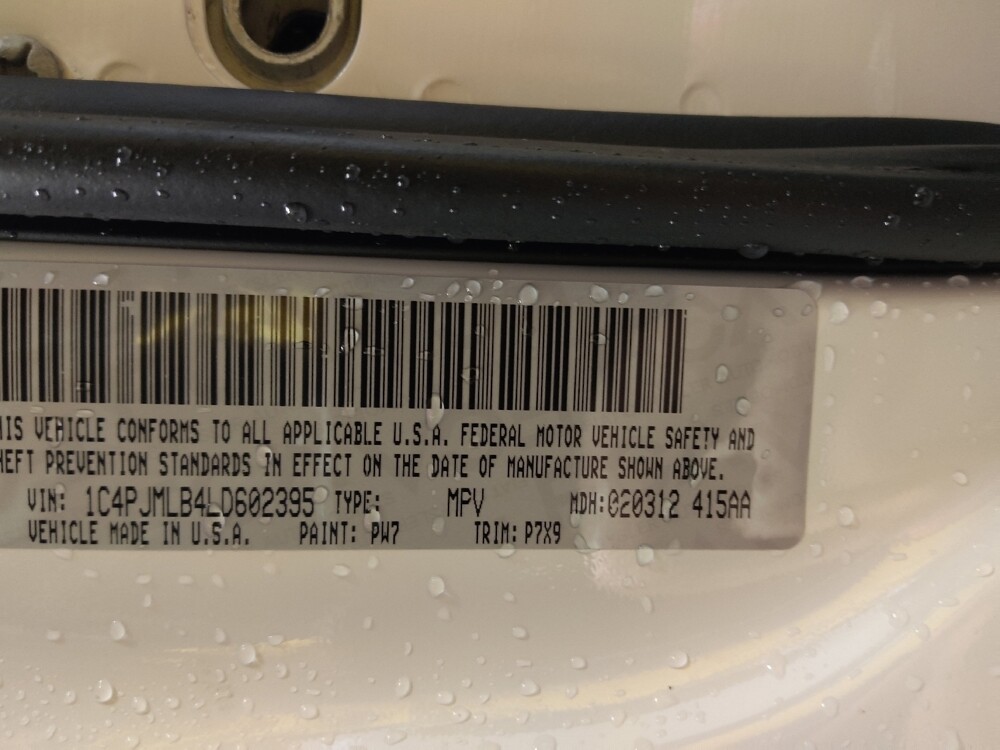 HIS VEHICLE CONFORMS TO ALL APPLICABLE U.S.A. FEDERAL MOTOR VEHICLE SAFETY AND
HEFT PREVENTION STANDARDS IN EFFECT ON THE DATE OF MANUFACTURE SHOWN ABOVE.
VIN: 1C4PJMLB4LD602395 TYPE: MPV MDH:020312 415AA
VEHICLE MADE IN U.S.A. PAINT: PW7 TRIM: P7X9